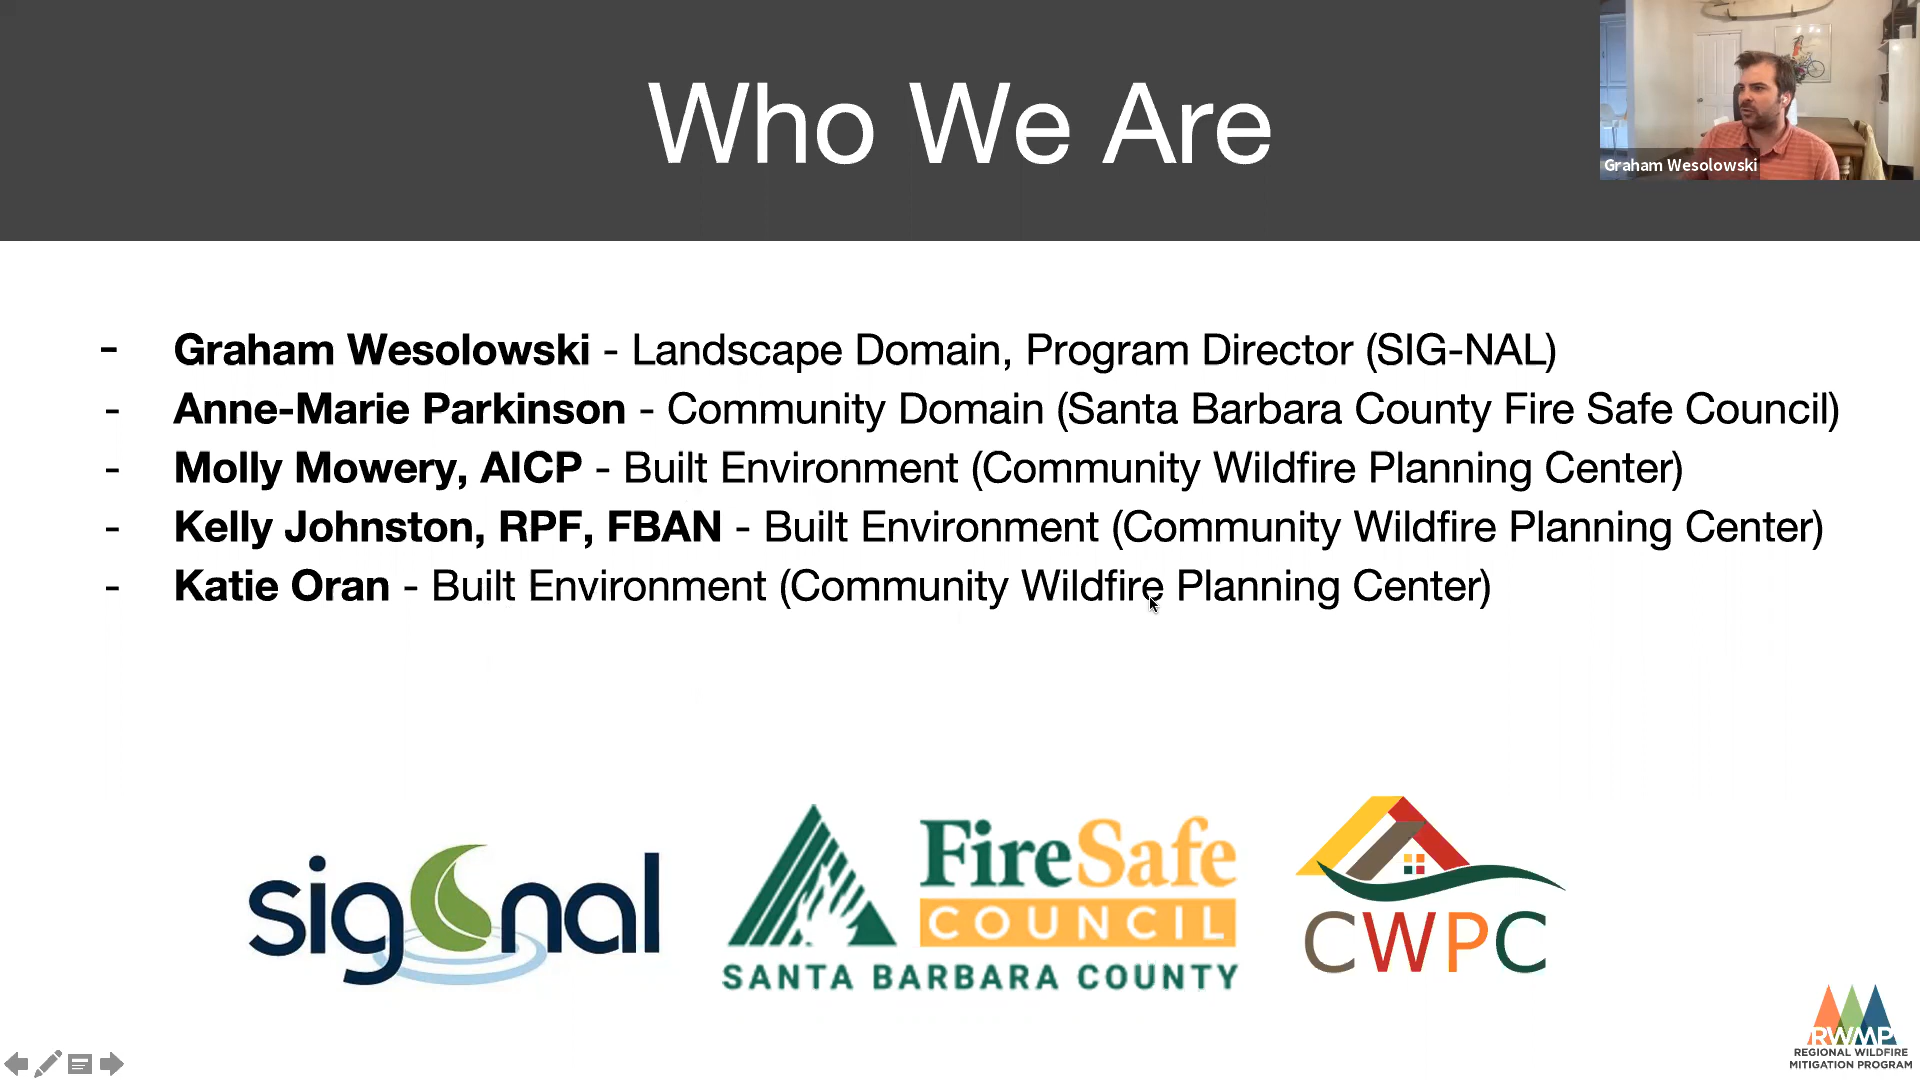 Who We Are
Graham Wesolowski
- Graham Wesolowski - Landscape Domain, Program Director (SIG-NAL)
- Anne-Marie Parkinson - Community Domain (Santa Barbara County Fire Safe Council)
- Molly Mowery, AICP - Built Environment (Community Wildfire Planning Center)
- Kelly Johnston, RPF, FBAN - Built Environment (Community Wildfire Planning Center)
- Katie Oran - Built Environment (Community Wildfire Planning Center)
sig nal
FireSafe
COUNCIL
SANTA BARBARA COUNTY
CWPC
RWMP
REGIONAL WILDFIRE
MITIGATION PROGRAM